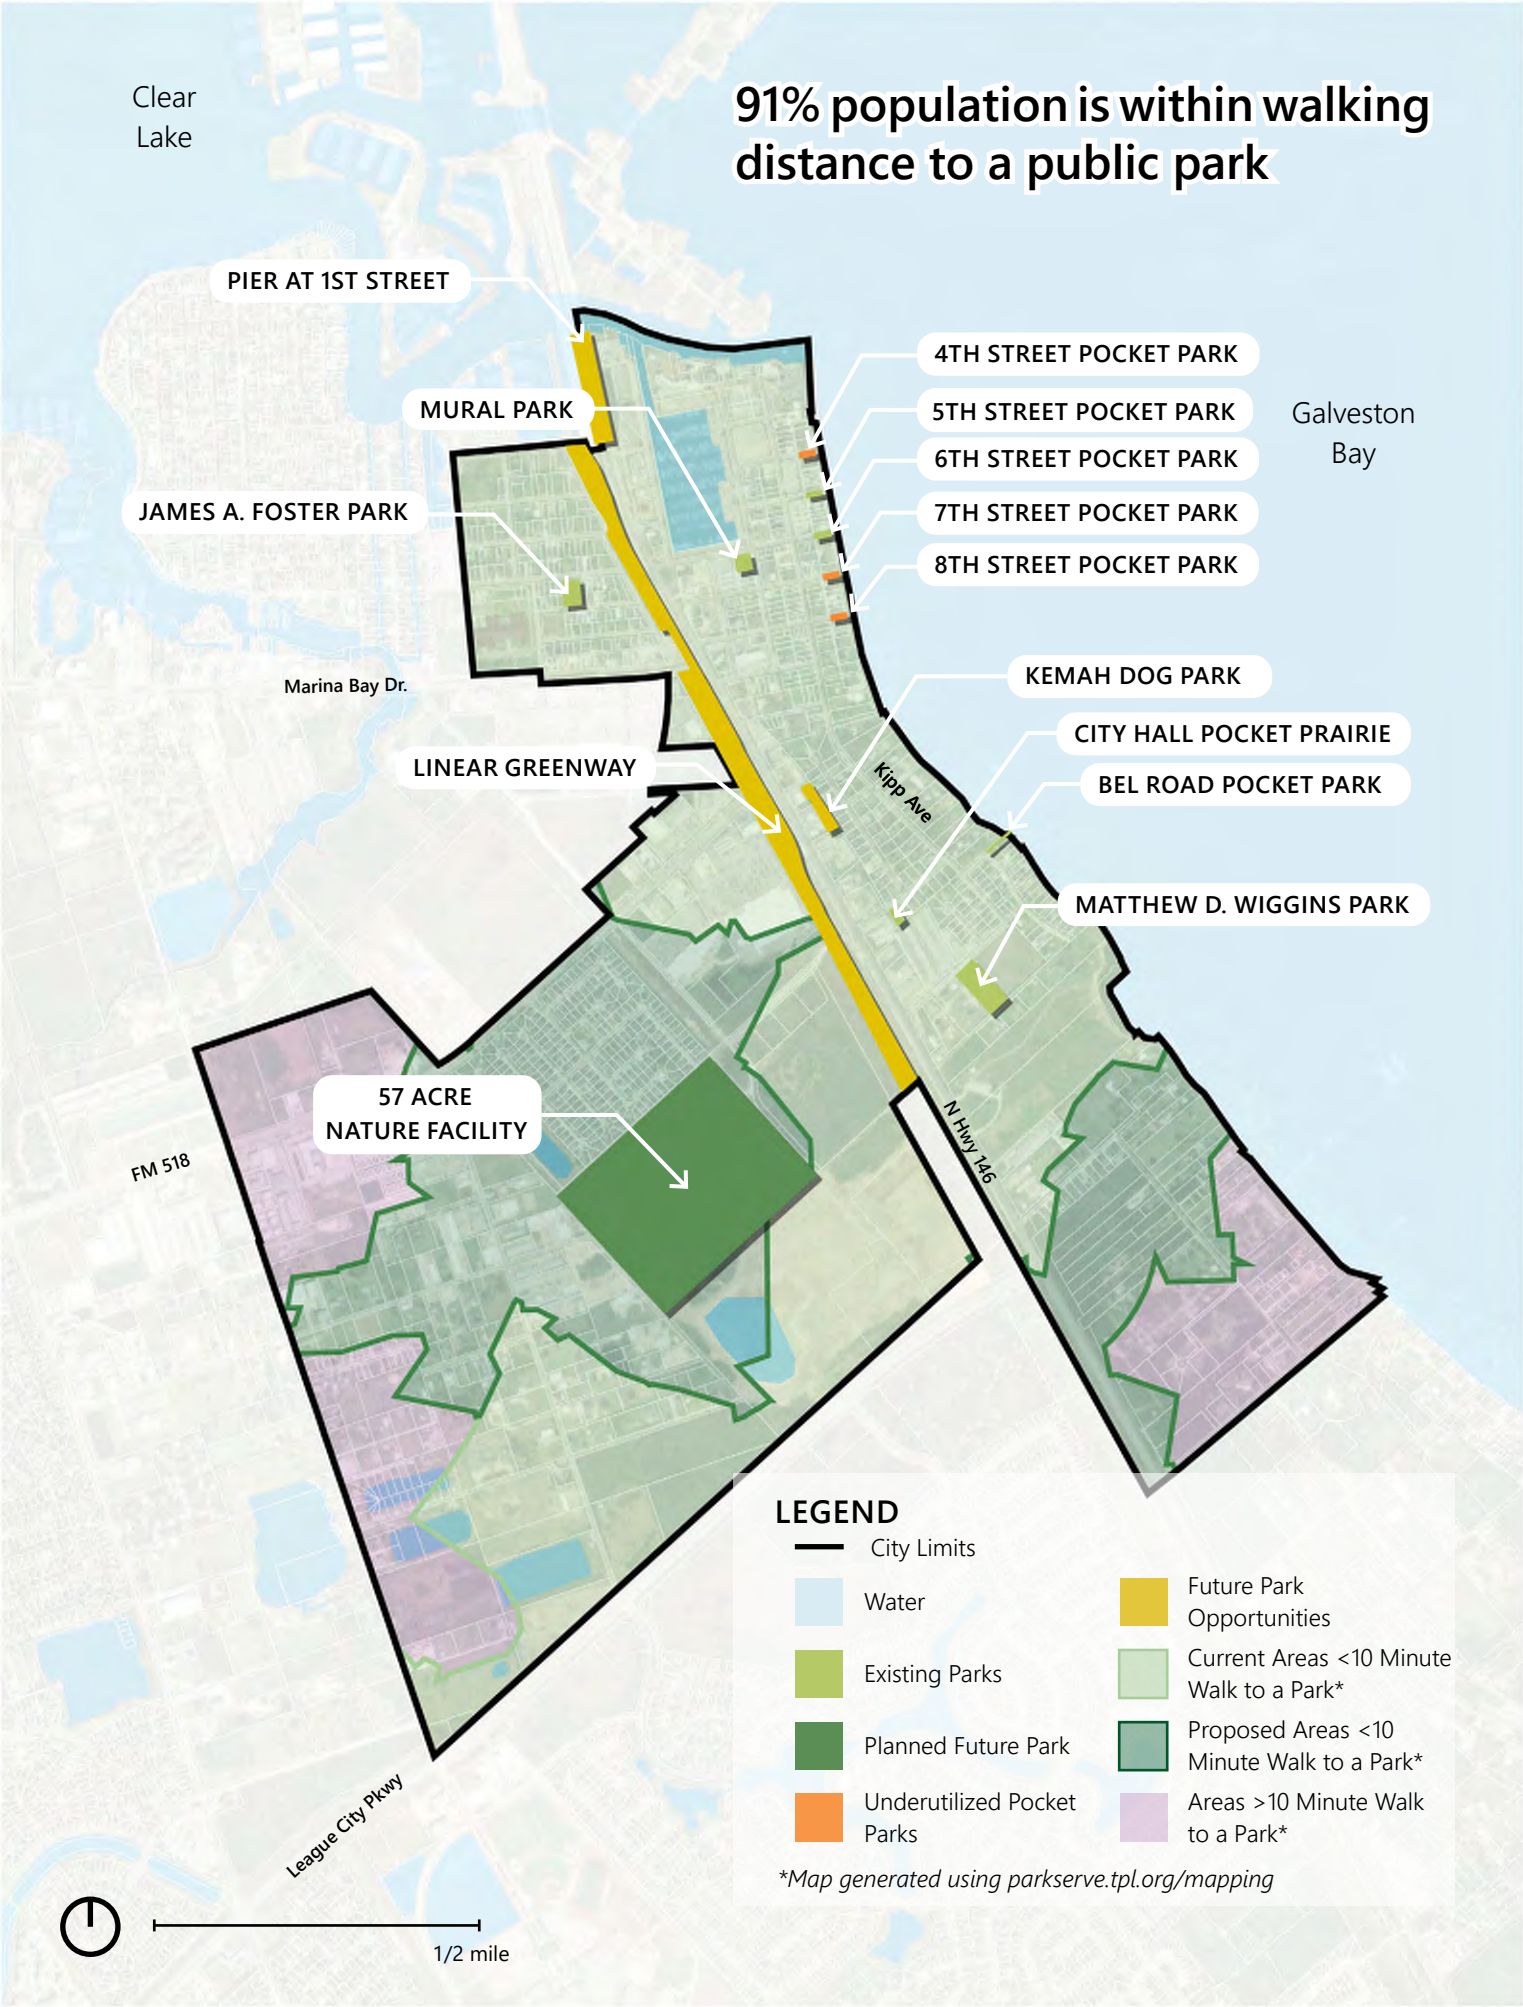 Clear
Lake
91% population is within walking
distance to a public park
PIER AT 1ST STREET
4TH STREET POCKET PARK
MURAL PARK
5TH STREET POCKET PARK
Galveston
Bay
6TH STREET POCKET PARK
JAMES A. FOSTER PARK
7TH STREET POCKET PARK
8TH STREET POCKET PARK
Marina Bay Dr.
KEMAH DOG PARK
CITY HALL POCKET PRAIRIE
LINEAR GREENWAY
Kipp Ave
BEL ROAD POCKET PARK
MATTHEW D. WIGGINS PARK
57 ACRE
NATURE FACILITY
N Hwy 146
FM 518
League City Pkwy
LEGEND
City Limits
Water
Existing Parks
Planned Future Park
Underutilized Pocket
Parks
Future Park
Opportunities
Current Areas <10 Minute
Walk to a Park*
Proposed Areas <10
Minute Walk to a Park*
Areas >10 Minute Walk
to a Park*
*Map generated using parkserve.tpl.org/mapping
1/2 mile